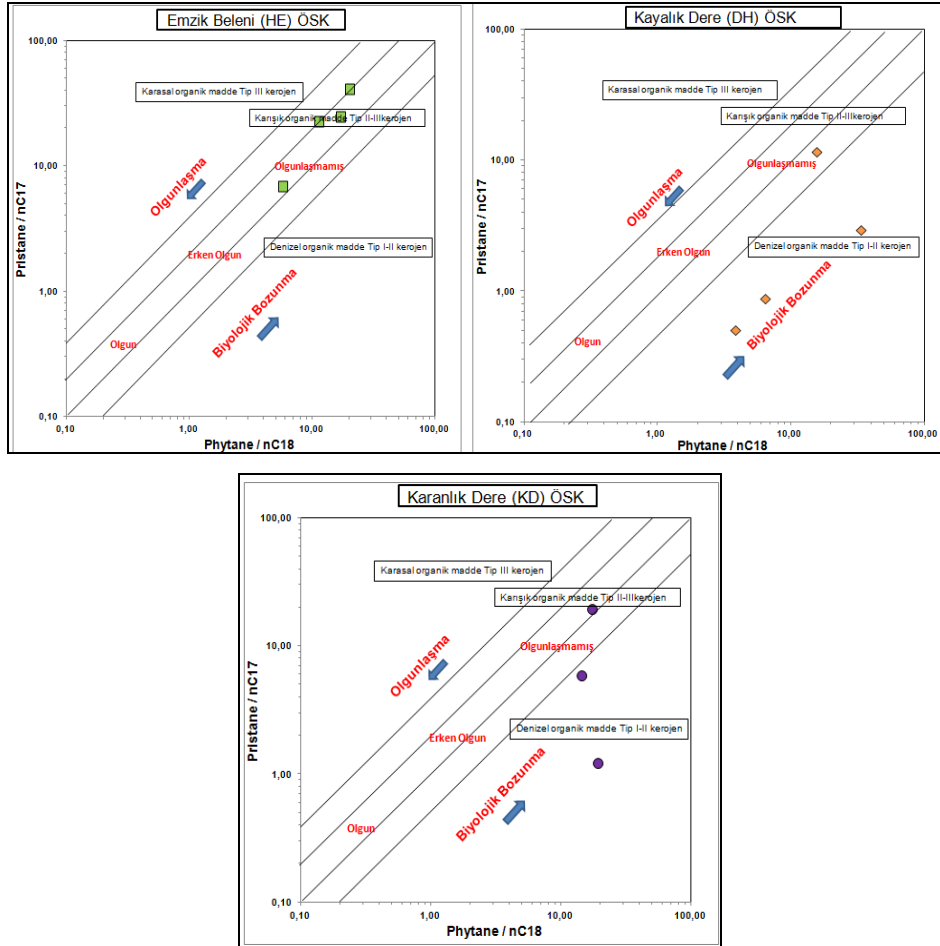 Emzik Beleni (HE) ÖSK
100,00
10,00
1,00
0,10
Pristane / nC17
Karasal organik madde Tip III kerojen
Karışık organik madde Tip II-IIIkerojen
Olgunlaşmamış
Olgunlaşma
Denizel organik madde Tip I-II kerojen
Erken Olgun
Biyolojik Bozunma
Olgun
0,10
1,00
10,00
100,00
Phytane / nC18
Kayalık Dere (DH) ÖSK
100,00
10,00
1,00
0,10
Pristane / nC17
Karasal organik madde Tip III kerojen
Karışık organik madde Tip II-III kerojen
Olgunlaşmamış
Olgunlaşma
Denizel organik madde Tip I-II kerojen
Erken Olgun
Biyolojik Bozunma
Olgun
0,10
1,00
10,00
100,00
Phytane / nC18
Karanlık Dere (KD) ÖSK
100,00
10,00
1,00
0,10
Pristane / nC17
Karasal organik madde Tip III kerojen
Karışık organik madde Tip II-IIIkerojen
Olgunlaşmamış
Olgunlaşma
Denizel organik madde Tip I-II kerojen
Erken Olgun
Biyolojik Bozunma
Olgun
0,10
1,00
10,00
100,00
Phytane / nC18